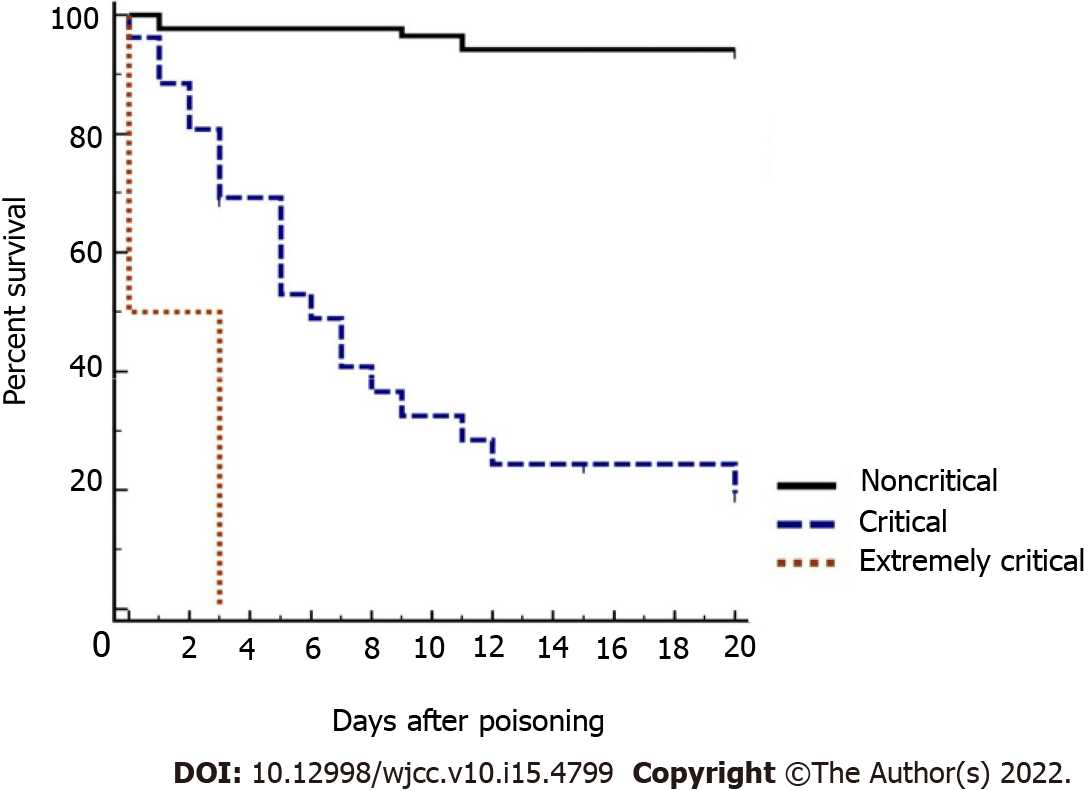 Percent survival
100
80
60
40
20
0 2 4 6 8 10 12 14 16 18 20
Days after poisoning
Noncritical
Critical
Extremely critical
DOI: 10.12998/wjcc.v10.i15.4799 Copyright ©The Author(s) 2022.